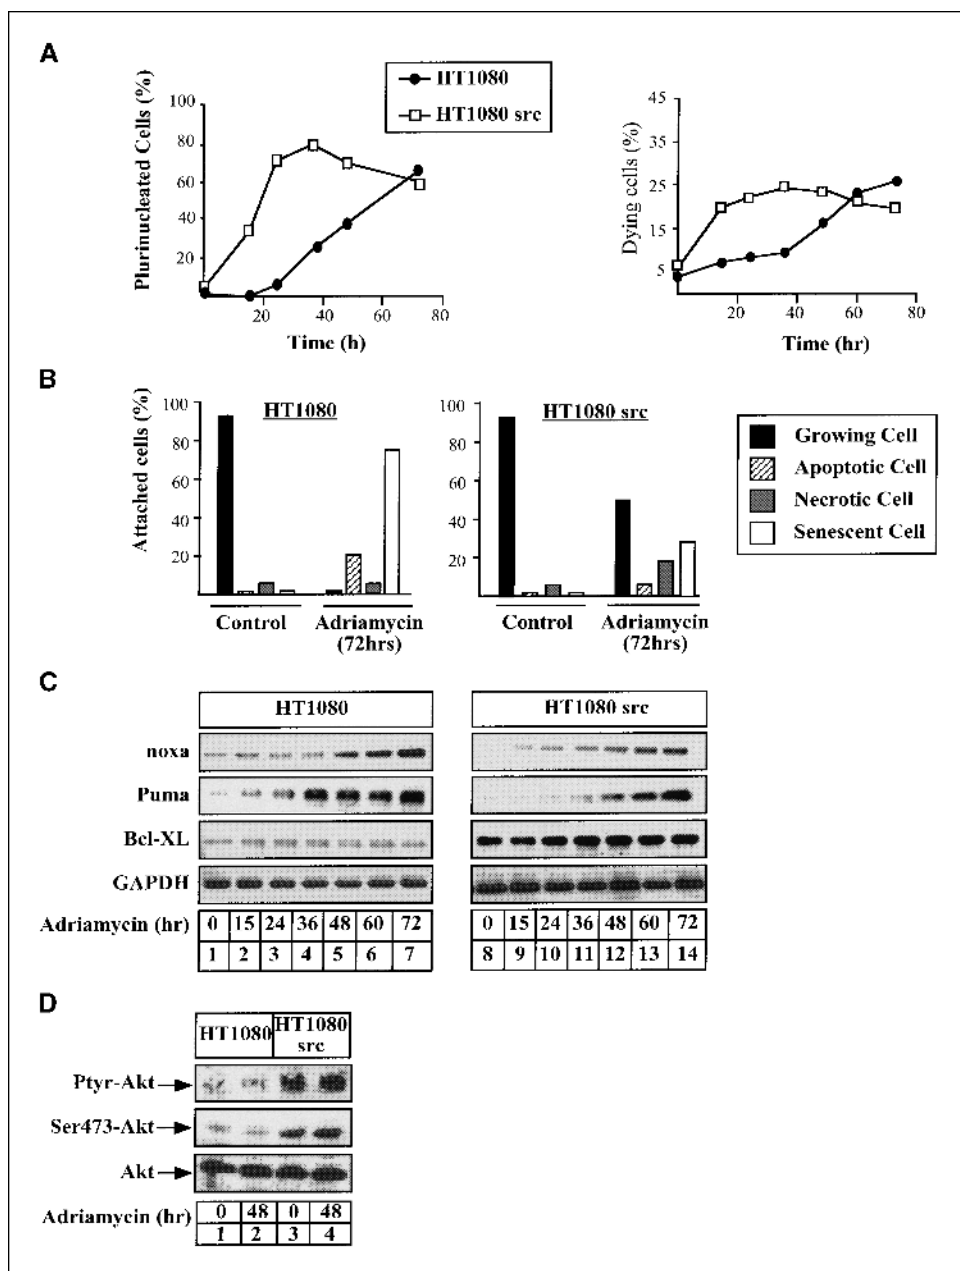 A
HT1080
HT1080 src
Plurinucleated Cells (%)
100
80
60
40
20
20 40 60 80
Time (h)
Dying cells (%)
45
35
25
15
5
20 40 60 80
Time (hr)
B
Attached cells (%)
100
80
60
40
20
HT1080
Control
Adriamycin
(72hrs)
100
80
60
40
20
HT1080 src
Control
Adriamycin
(72hrs)
Growing Cell
Apoptotic Cell
Necrotic Cell
Senescent Cell
C
HT1080
HT1080 src
noxa
Puma
Bcl-XL
GAPDH
Adriamycin (hr) 0 15 24 36 48 60 72
0 15 24 36 48 60 72
1 2 3 4 5 6 7
8 9 10 11 12 13 14
D
HT1080
HT1080
src
Ptyr-Akt
Ser473-Akt
Akt
Adriamycin (hr) 0 48 0 48
1 2 3 4